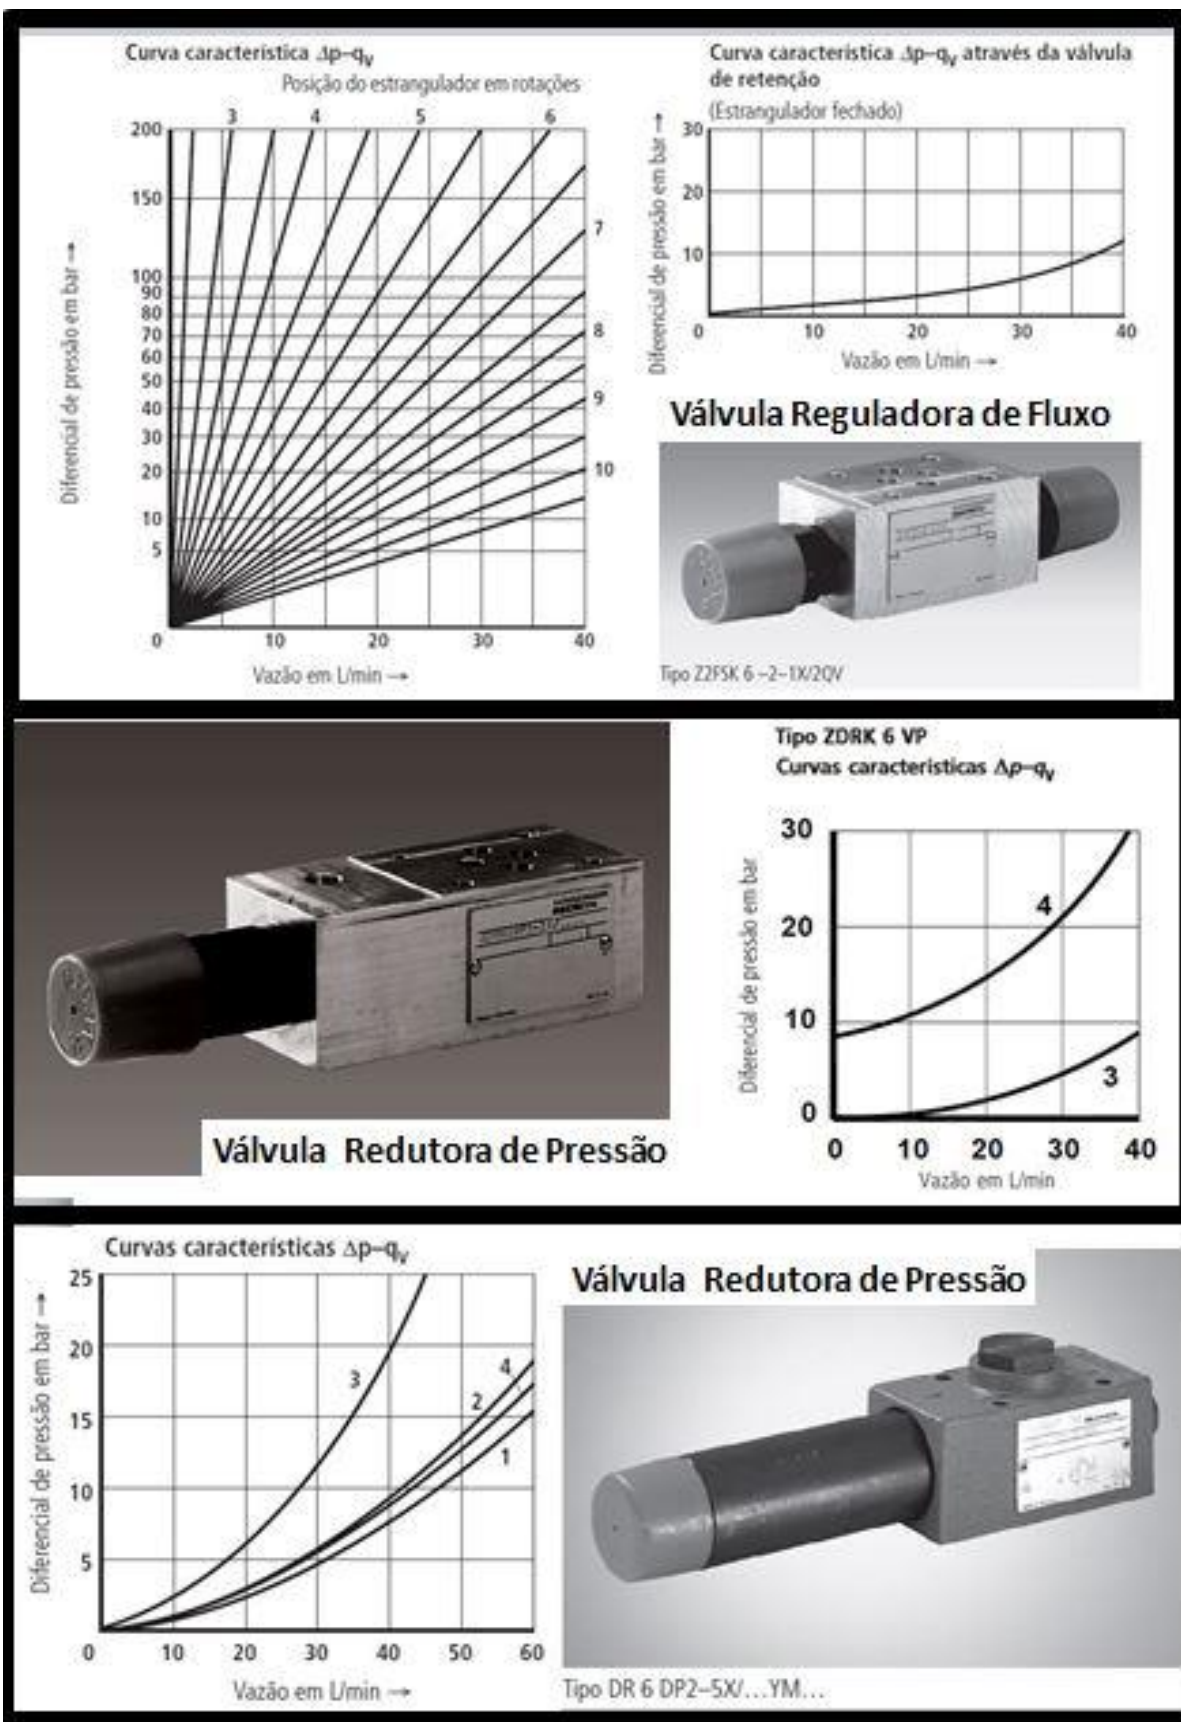 Curva característica Δp–qV
Posição do estrangulador em rotações
3 4 5 6
200
150
100
90
80
70
60
50
40
30
20
10
5
7
8
9
10
0 10 20 30 40
Diferencial de pressão em bar →
Vazão em L/min →
Curva característica Δp–qV através da válvula
de retenção
(Estrangulador fechado)
30
20
10
0
0 10 20 30 40
Diferencial de pressão em bar →
Vazão em L/min →
Válvula Reguladora de Fluxo
Tipo Z2FSK 6 –2–1X/2QV
Tipo ZDRK 6 VP
Curvas características Δp–qV
30
20
10
0
4
3
0 10 20 30 40
Diferencial de pressão em bar
Vazão em L/min
Válvula Redutora de Pressão
Curvas características Δp–qV
25
20
15
10
5
3
4
2
1
0 10 20 30 40 50 60
Diferencial de pressão em bar →
Vazão em L/min →
Válvula Redutora de Pressão
Tipo DR 6 DP2–5X/...YM...